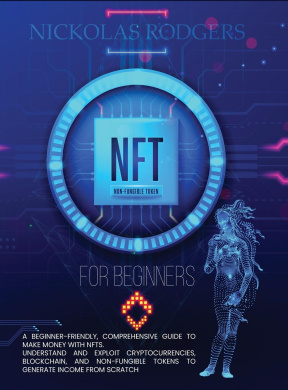 NICKOLAS RODGERS
NFT
NON-FUNGIBLE TOKEN
FOR BEGINNERS
A BEGINNER-FRIENDLY, COMPREHENSIVE GUIDE TO
MAKE MONEY WITH NFTS.
UNDERSTAND AND EXPLOIT CRYPTOCURRENCIES,
BLOCKCHAIN, AND NON-FUNGIBLE TOKENS TO
GENERATE INCOME FROM SCRATCH